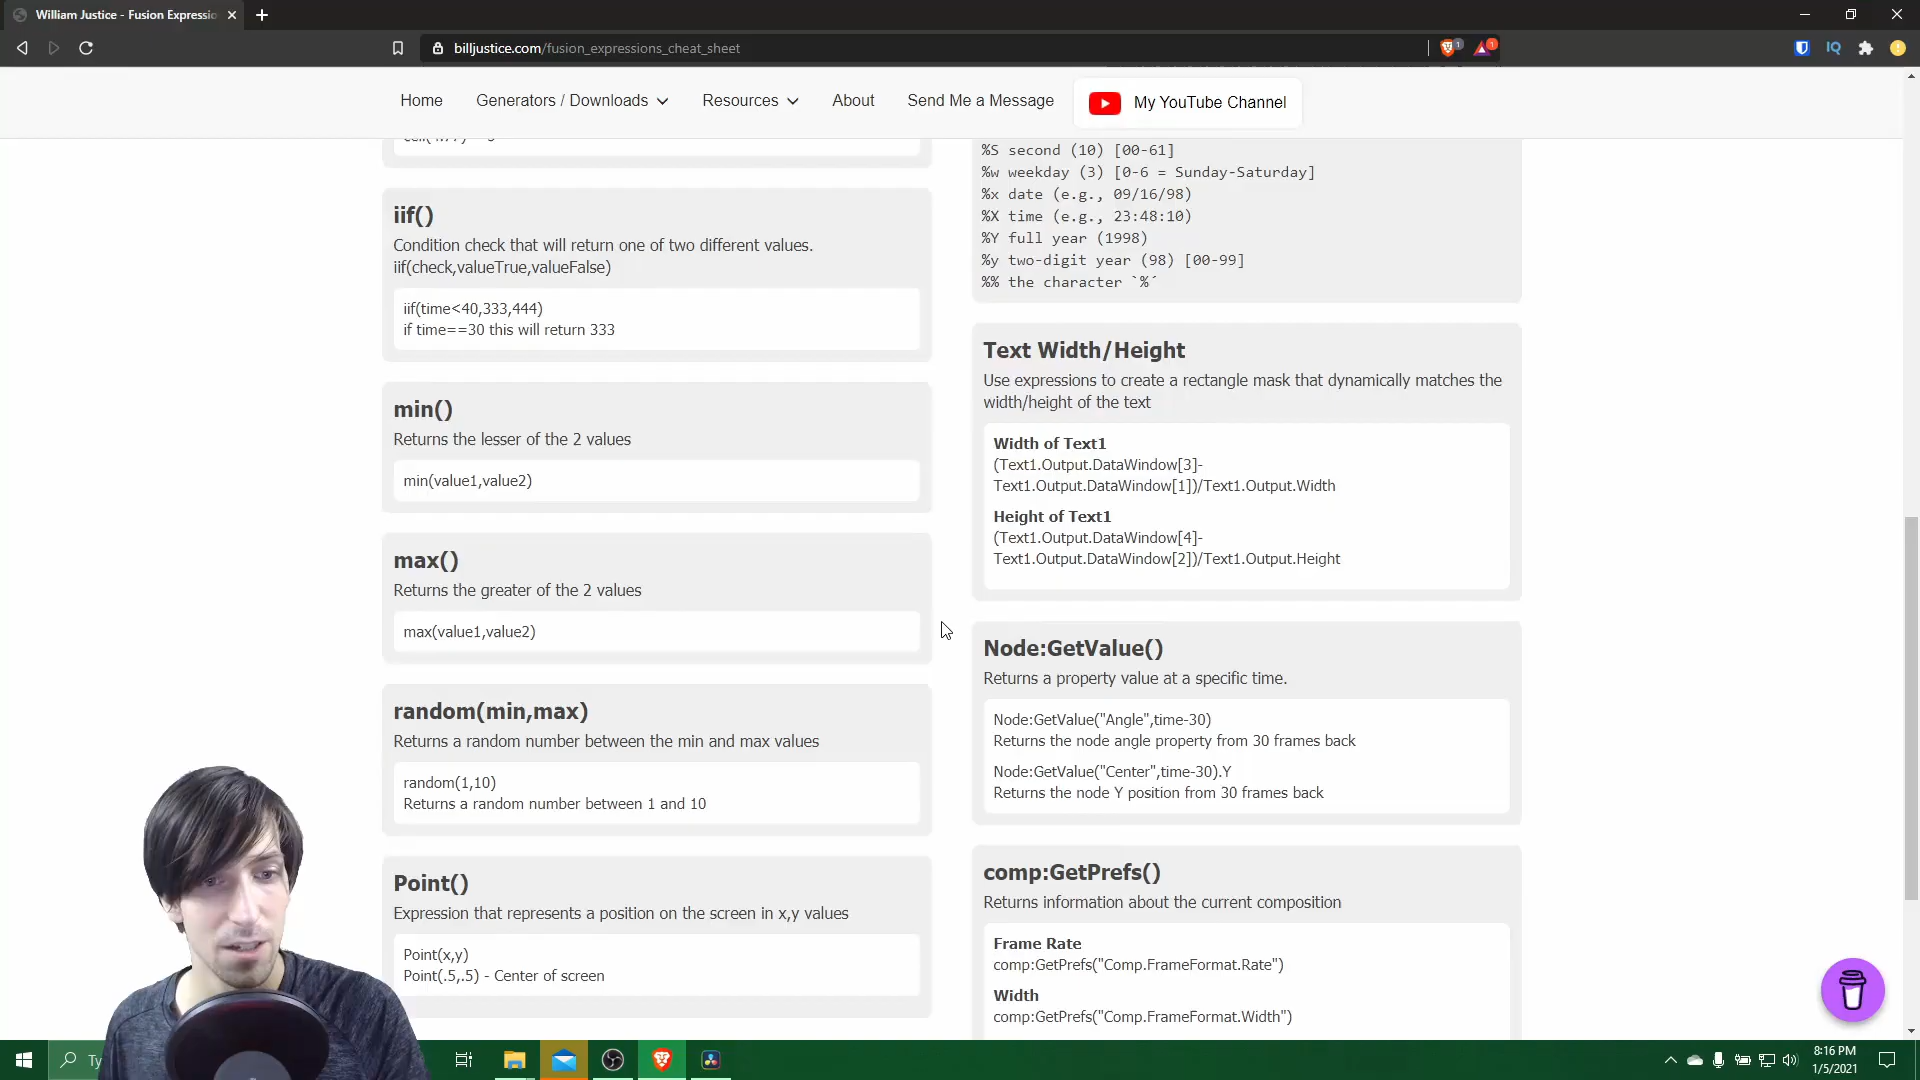 William Justice - Fusion Expressio
billjustice.com/fusion_expressions_cheat_sheet
1
1
IQ
Home
Generators / Downloads
Resources
About
Send Me a Message
My YouTube Channel
iif()
Condition check that will return one of two different values.
iif(check,valueTrue,valueFalse)
iif(time<40,333,444)
if time==30 this will return 333
min()
Returns the lesser of the 2 values
min(value1,value2)
max()
Returns the greater of the 2 values
max(value1,value2)
random(min,max)
Returns a random number between the min and max values
random(1,10)
Returns a random number between 1 and 10
Point()
Expression that represents a position on the screen in x,y values
Point(x,y)
Point(.5,.5) - Center of screen
%S second (10) [00-61]
%w weekday (3) [0-6 = Sunday-Saturday]
%x date (e.g., 09/16/98)
%X time (e.g., 23:48:10)
%Y full year (1998)
%y two-digit year (98) [00-99]
%% the character `%´
Text Width/Height
Use expressions to create a rectangle mask that dynamically matches the
width/height of the text
Width of Text1
(Text1.Output.DataWindow[3]-
Text1.Output.DataWindow[1])/Text1.Output.Width
Height of Text1
(Text1.Output.DataWindow[4]-
Text1.Output.DataWindow[2])/Text1.Output.Height
Node:GetValue()
Returns a property value at a specific time.
Node:GetValue("Angle",time-30)
Returns the node angle property from 30 frames back
Node:GetValue("Center",time-30).Y
Returns the node Y position from 30 frames back
comp:GetPrefs()
Returns information about the current composition
Frame Rate
comp:GetPrefs("Comp.FrameFormat.Rate")
Width
comp:GetPrefs("Comp.FrameFormat.Width")
Ty
8:16 PM
1/5/2021